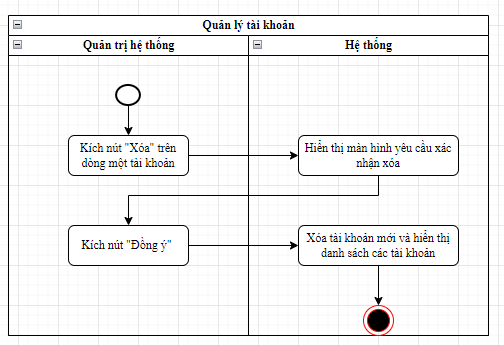 Quản lý tài khoản
Quản trị hệ thống
Hệ thống
Kích nút "Xóa" trên
dòng một tài khoản
Hiển thị màn hình yêu cầu xác
nhận xóa
Kích nút "Đồng ý"
Xóa tài khoản mới và hiển thị
danh sách các tài khoản